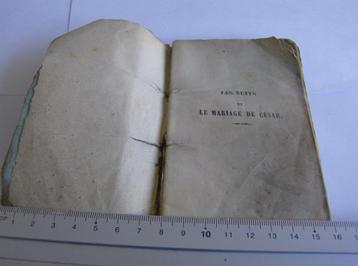 LES NUITS
DU
LE MARIAGE DE CÉSAR.
1 2 3 4 5 6 7 8 9 10 11 12 13 14 15 16